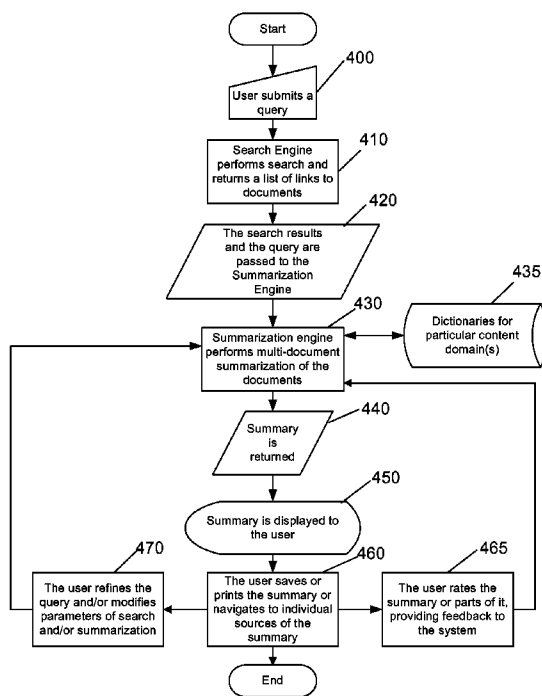 Start
400
User submits a
query
410
Search Engine
performs search and
returns a list of links to
documents
420
The search results
and the query are
passed to the
Summarization
Engine
430
435
Dictionaries for
particular content
domain(s)
Summarization engine
performs multi-document
summarization of the
documents
440
Summary
is
returned
450
Summary is displayed to
the user
470
460
465
The user refines the
query and/or modifies
parameters of search
and/or summarization
The user saves or
prints the summary or
navigates to individual
sources of the
summary
The user rates the
summary or parts of it,
providing feedback to
the system
End